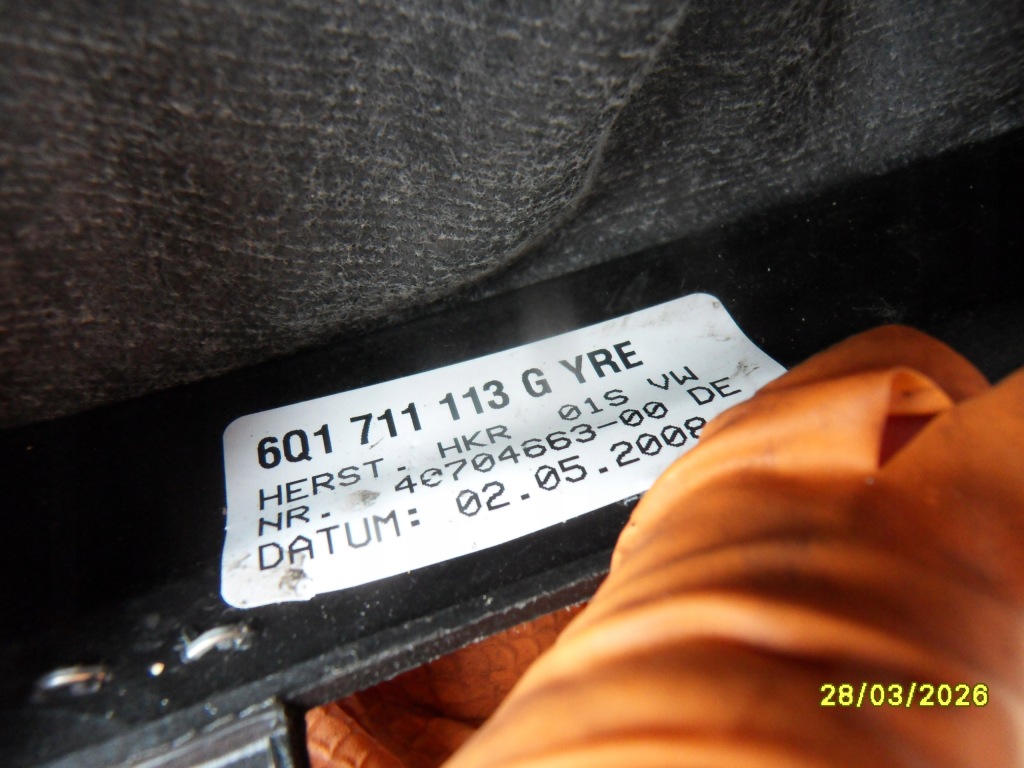 6Q1 711 113 G YRE
HERST. HKR 01S VW
NR. 40704663-00 DE
DATUM: 02.05.2008
28/03/2026